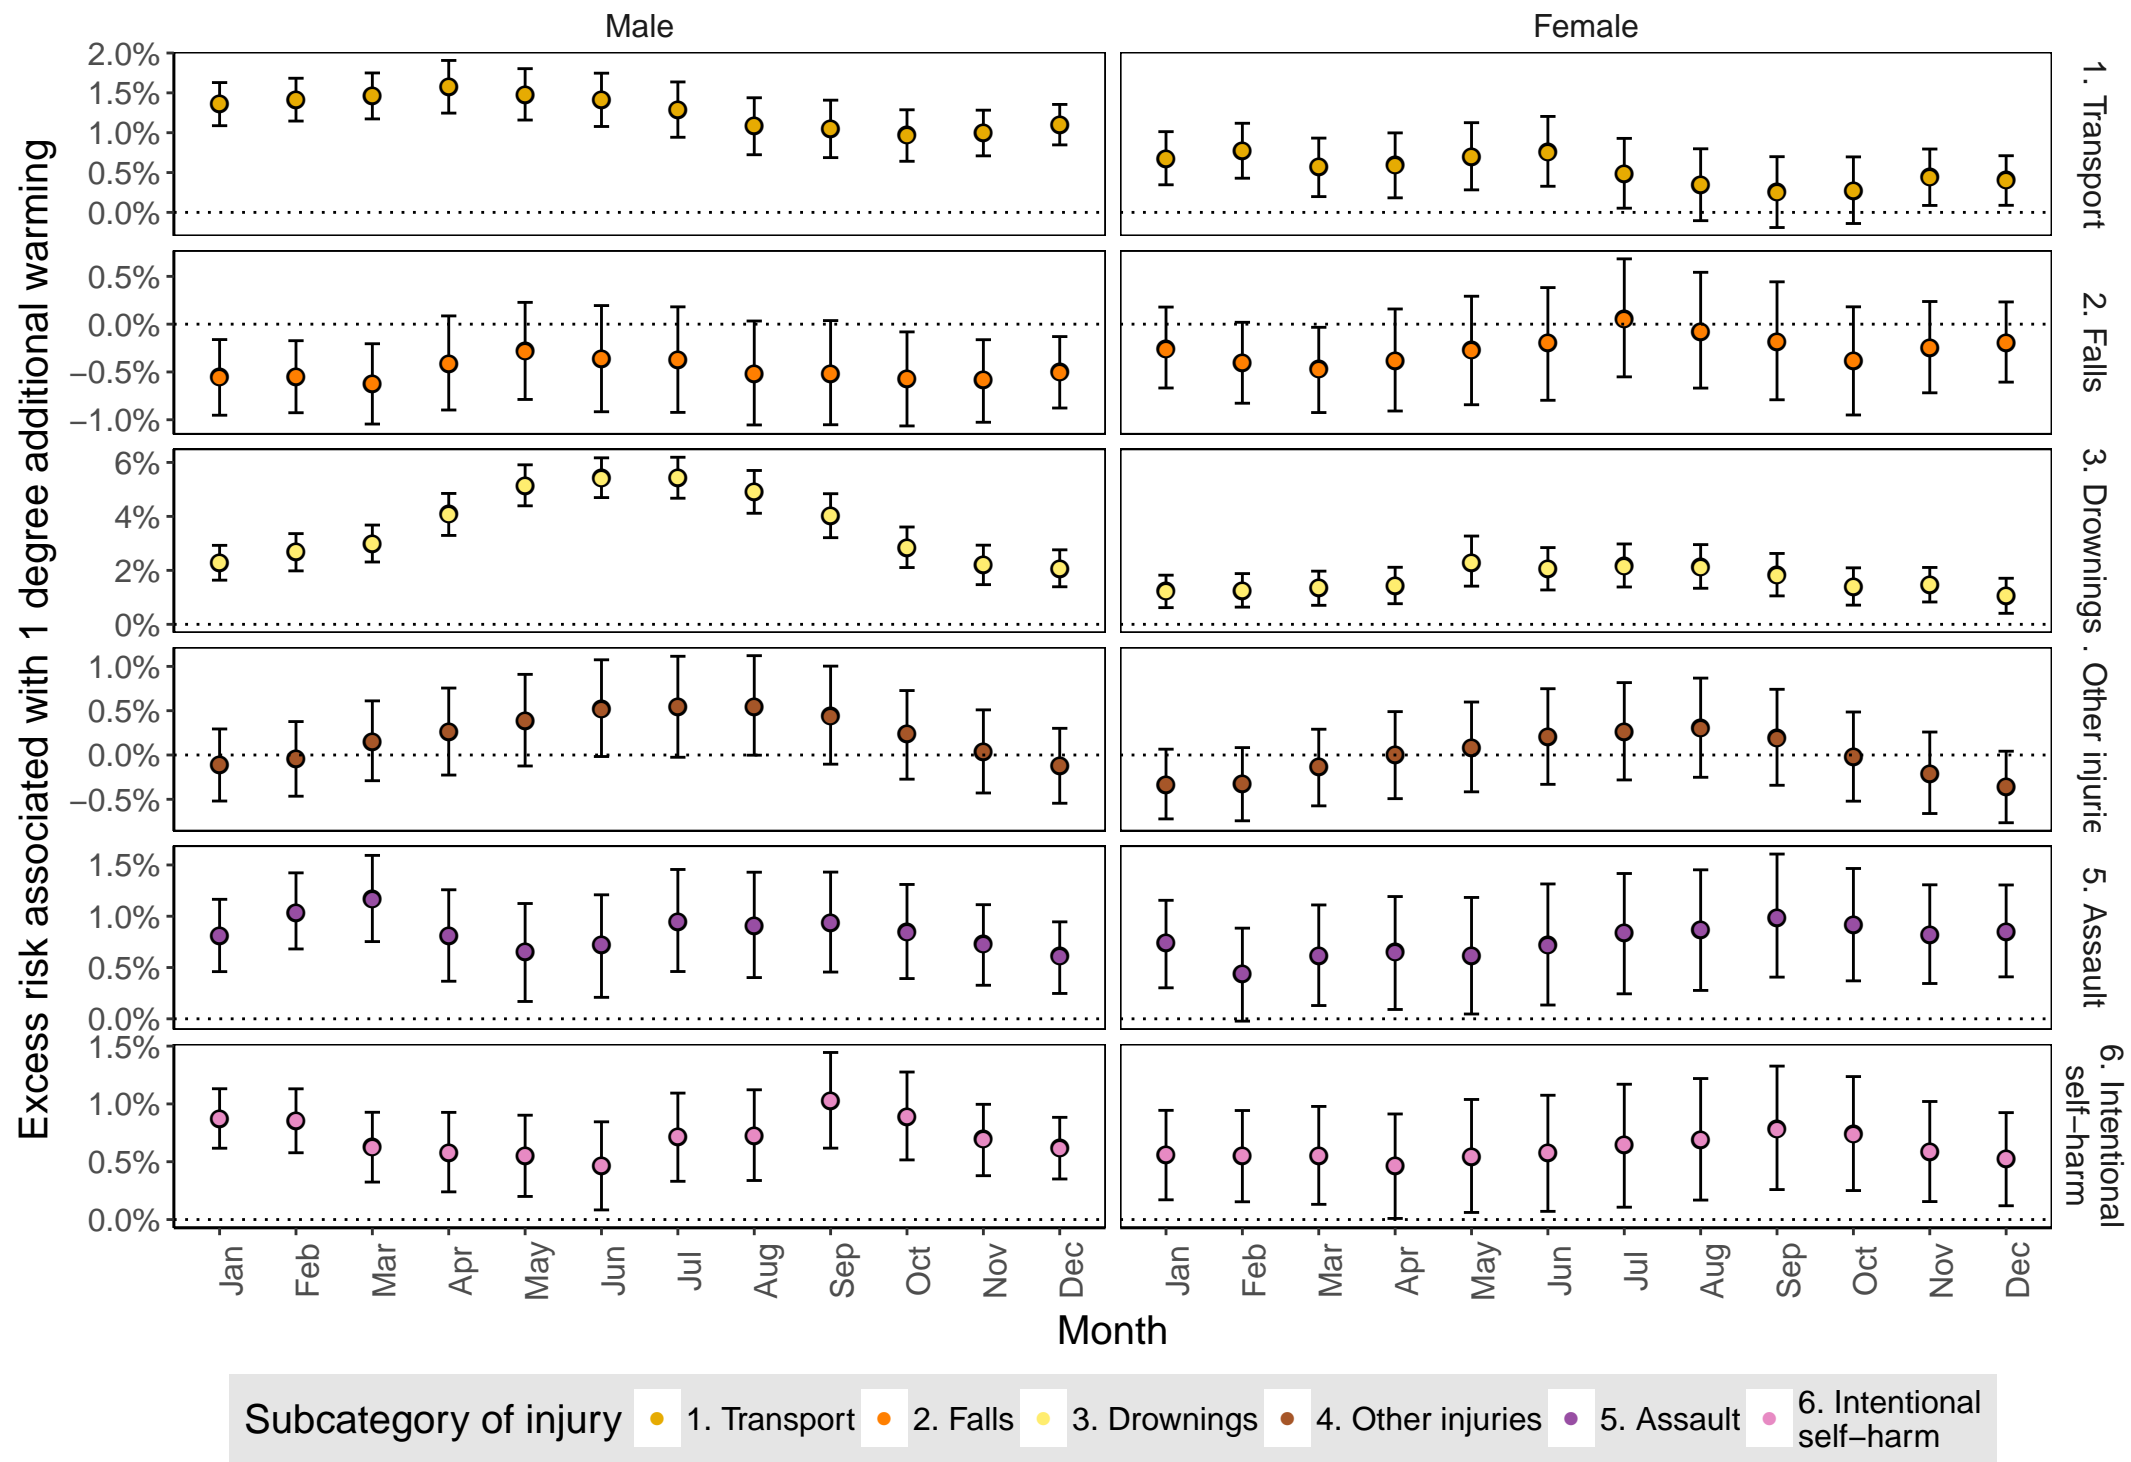 Male
Female
Excess risk associated with 1 degree additional warming
2.0%
1.5%
1.0%
0.5%
0.0%
1. Transport
0.5%
0.0%
−0.5%
−1.0%
2. Falls
6%
4%
2%
0%
3. Drownings
1.0%
0.5%
0.0%
−0.5%
. Other injurie
1.5%
1.0%
0.5%
0.0%
5. Assault
1.5%
1.0%
0.5%
0.0%
6. Intentional
self−harm
Jan Feb Mar Apr May Jun Jul Aug Sep Oct Nov Dec
Jan Feb Mar Apr May Jun Jul Aug Sep Oct Nov Dec
Month
Subcategory of injury 1. Transport 2. Falls 3. Drownings 4. Other injuries 5. Assault 6. Intentional
self−harm